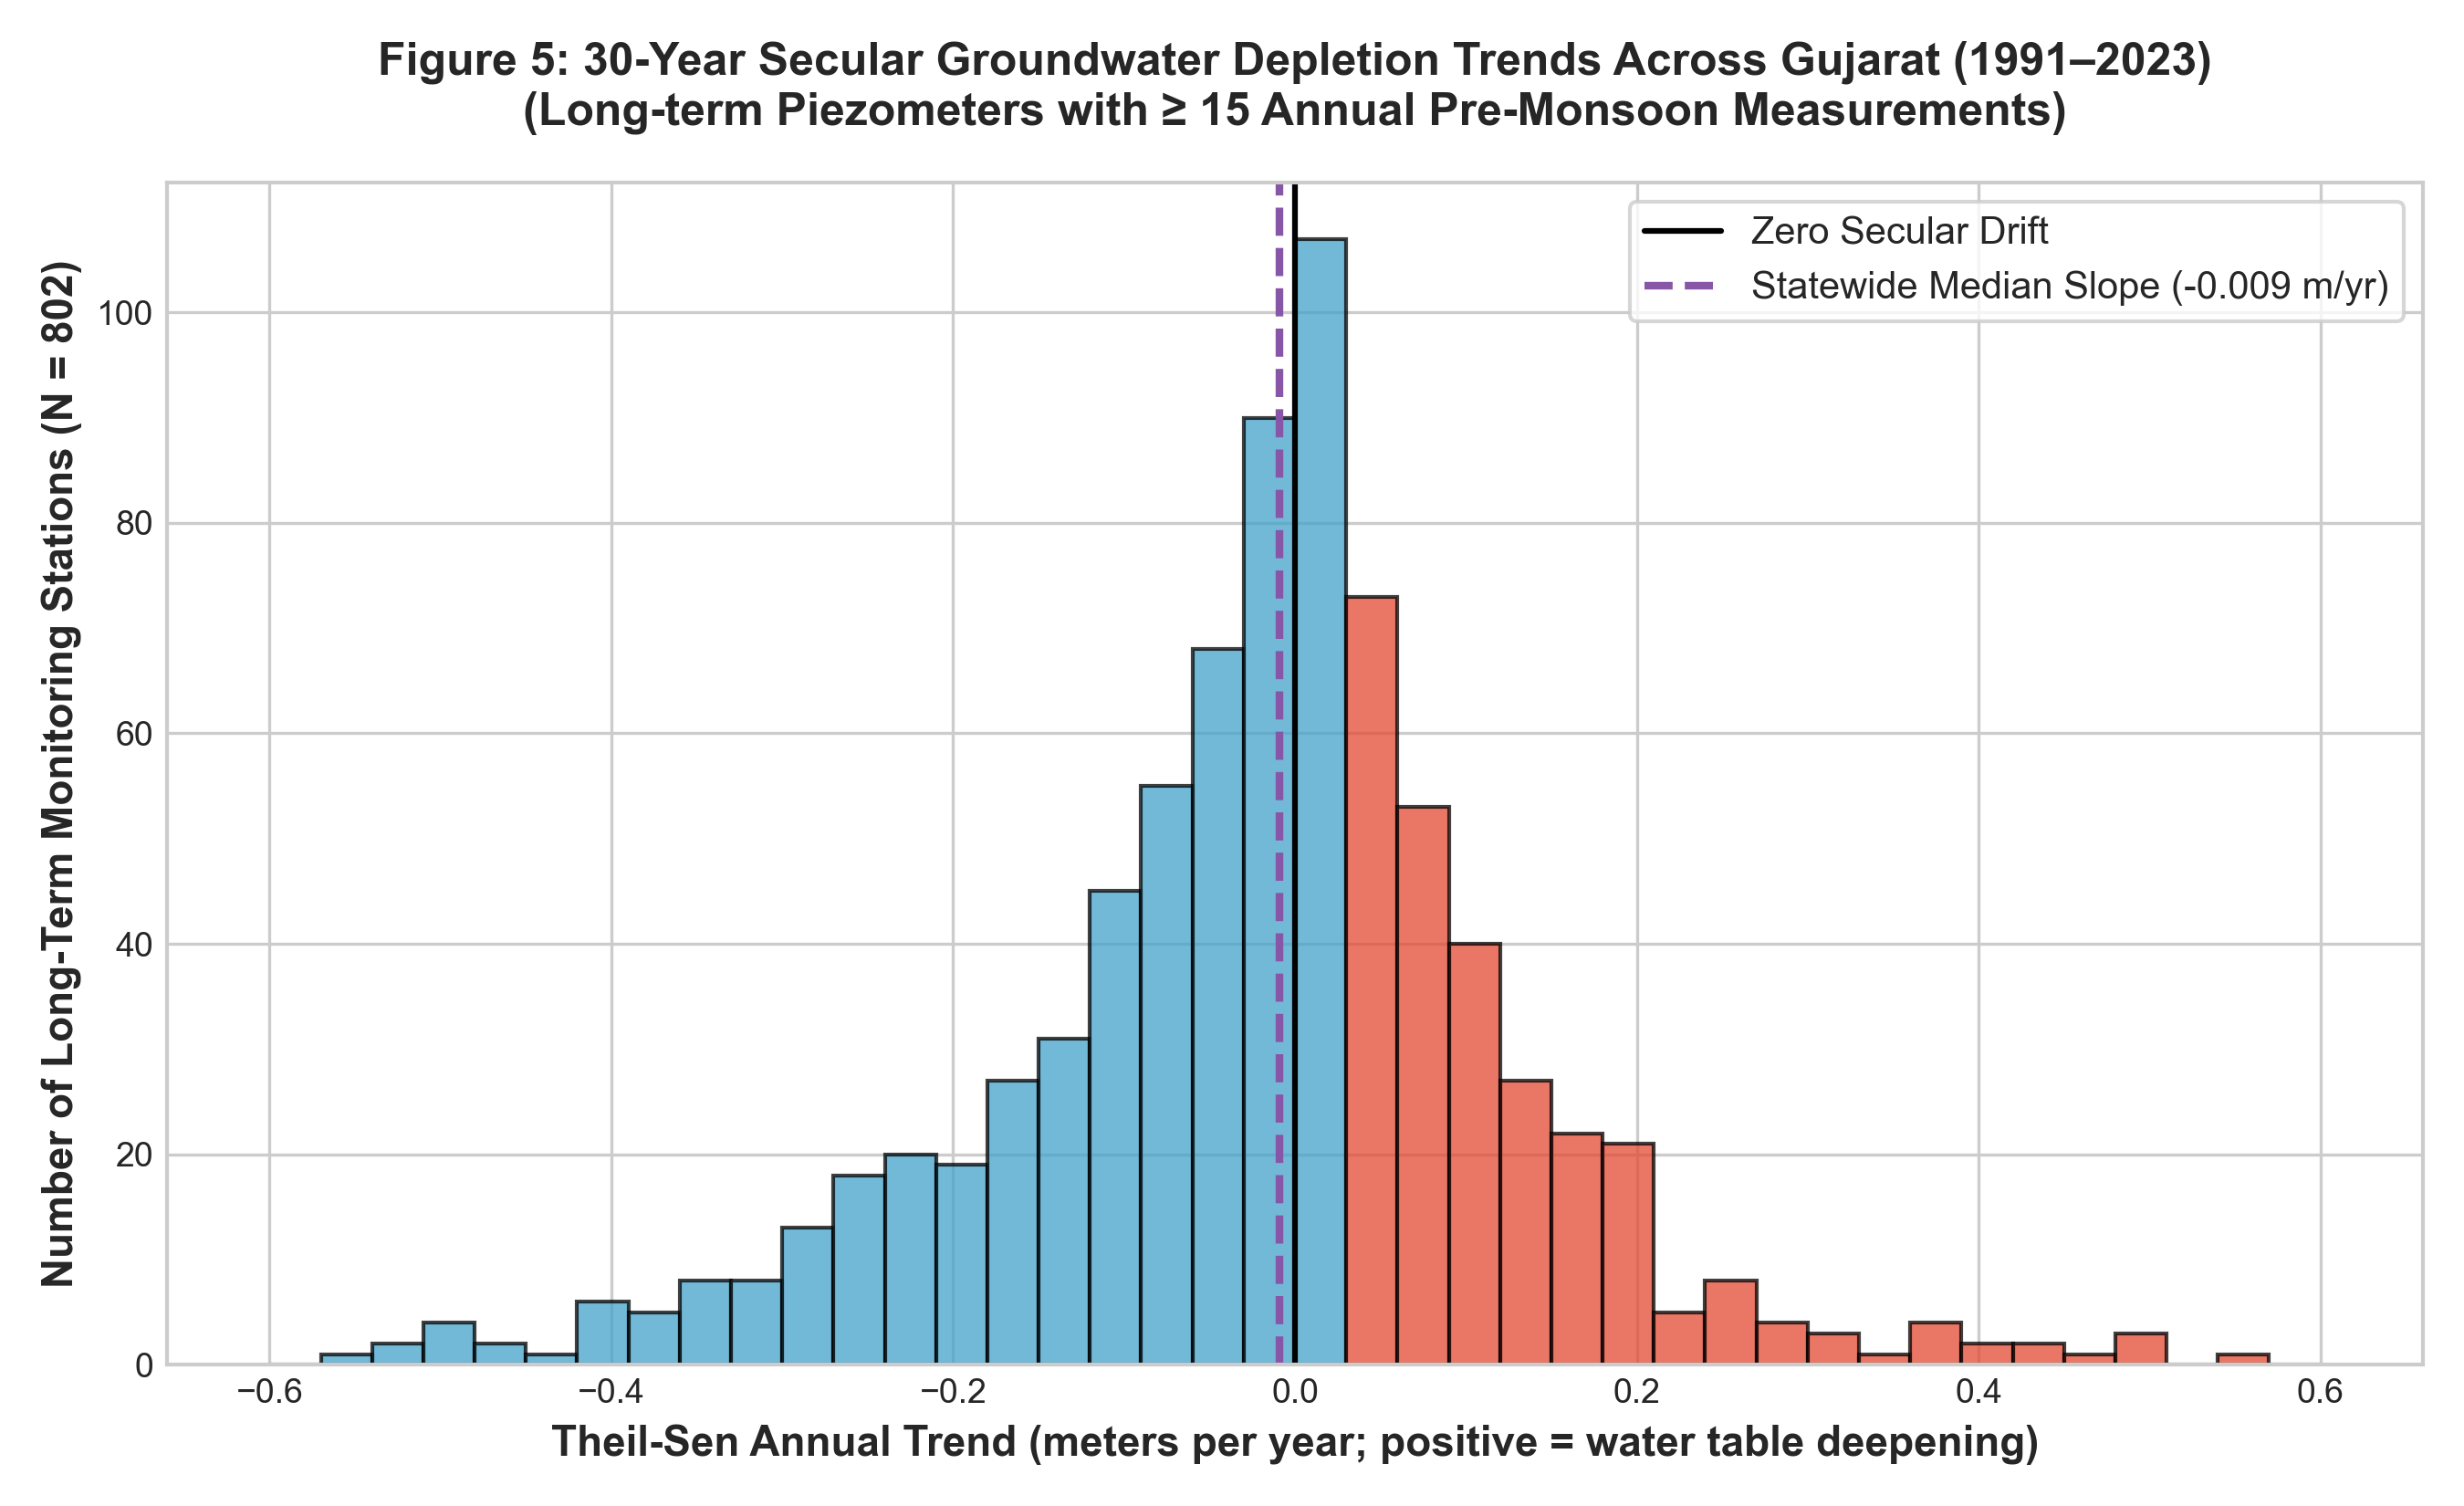 Figure 5: 30-Year Secular Groundwater Depletion Trends Across Gujarat (1991–2023)
(Long-term Piezometers with ≥ 15 Annual Pre-Monsoon Measurements)
Zero Secular Drift
Statewide Median Slope (-0.009 m/yr)
Number of Long-Term Monitoring Stations (N = 802)
100
80
60
40
20
0
−0.6 −0.4 −0.2 0.0 0.2 0.4 0.6
Theil-Sen Annual Trend (meters per year; positive = water table deepening)